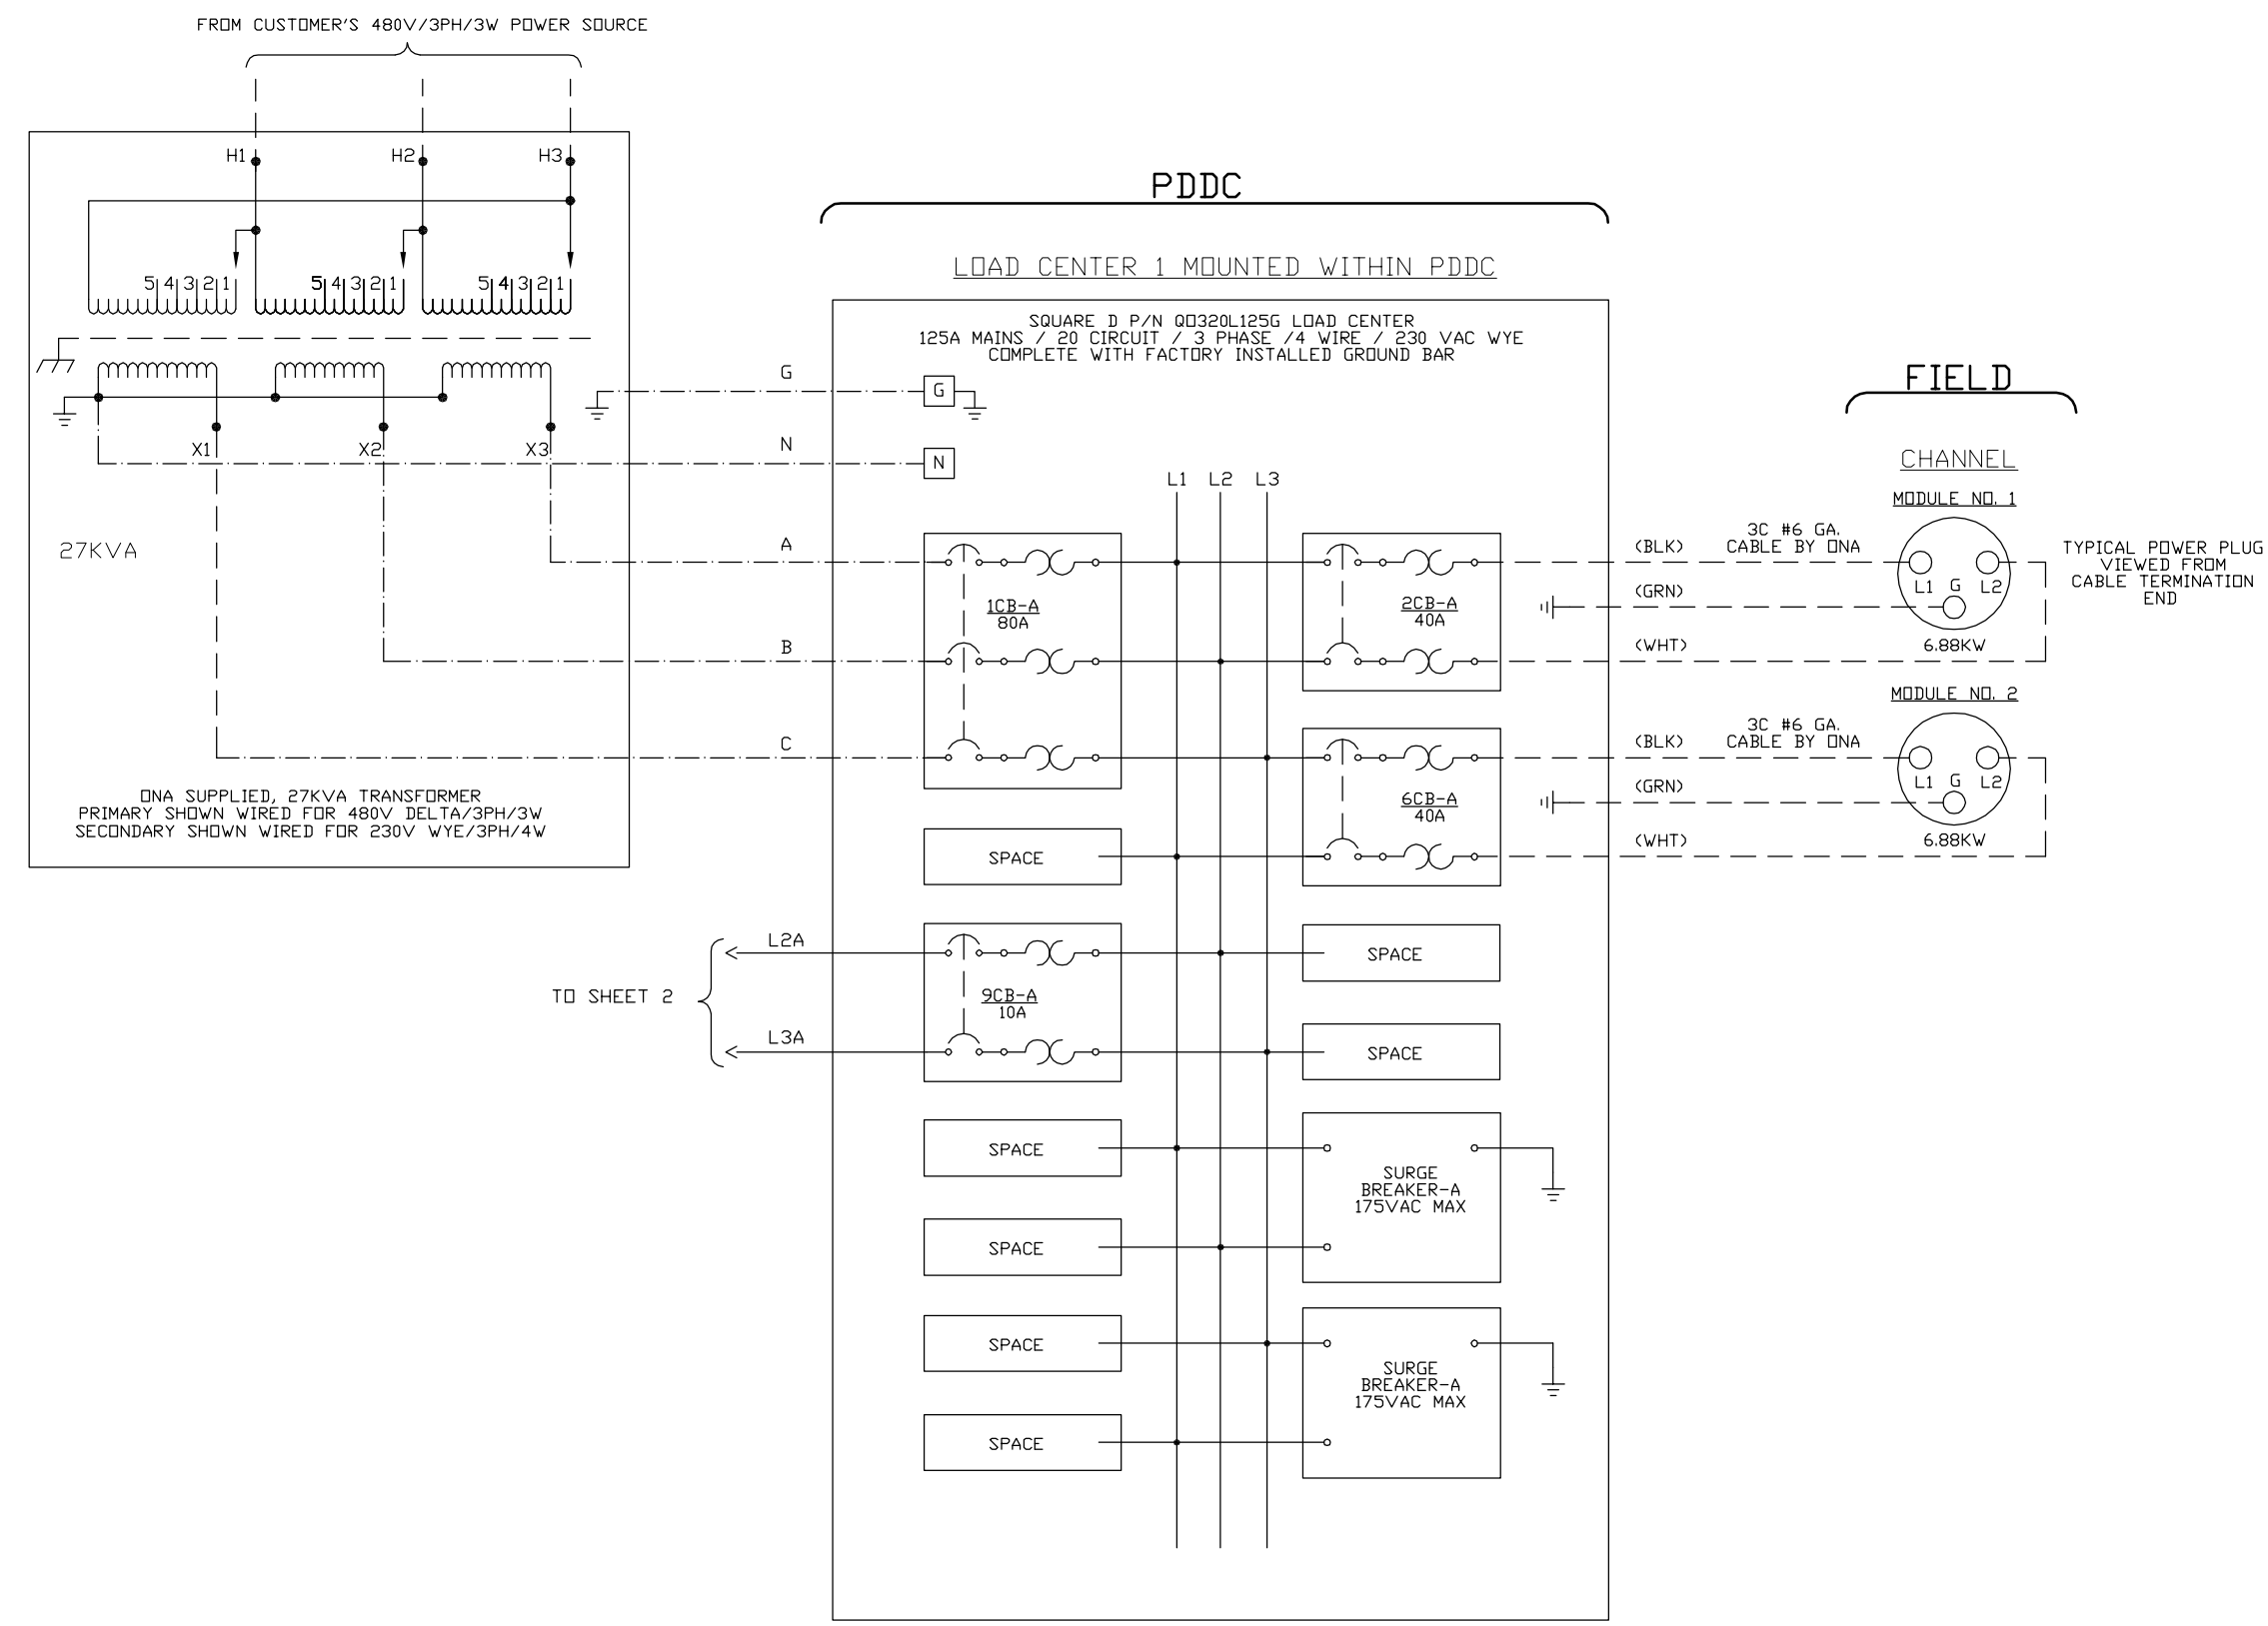 FROM CUSTOMER'S 480V/3PH/3W POWER SOURCE
H1 H2 H3
5 4 3 2 1 5 4 3 2 1 5 4 3 2 1
X1 X2 X3
27KVA
ONA SUPPLIED, 27KVA TRANSFORMER
PRIMARY SHOWN WIRED FOR 480V DELTA/3PH/3W
SECONDARY SHOWN WIRED FOR 230V WYE/3PH/4W
G
N
A
B
C
TO SHEET 2
L2A
L3A
PDDC
LOAD CENTER 1 MOUNTED WITHIN PDDC
SQUARE D P/N QO320L125G LOAD CENTER
125A MAINS / 20 CIRCUIT / 3 PHASE /4 WIRE / 230 VAC WYE
COMPLETE WITH FACTORY INSTALLED GROUND BAR
G
N
L1 L2 L3
1CB-A
80A
SPACE
9CB-A
10A
SPACE
SPACE
SPACE
SPACE
2CB-A
40A
6CB-A
40A
SPACE
SPACE
SURGE
BREAKER-A
175VAC MAX
SURGE
BREAKER-A
175VAC MAX
FIELD
CHANNEL
MODULE NO. 1
(BLK)
3C #6 GA.
CABLE BY ONA
(GRN)
(WHT)
L1 G L2
6.88KW
TYPICAL POWER PLUG
VIEWED FROM
CABLE TERMINATION
END
MODULE NO. 2
(BLK)
3C #6 GA.
CABLE BY ONA
(GRN)
(WHT)
L1 G L2
6.88KW